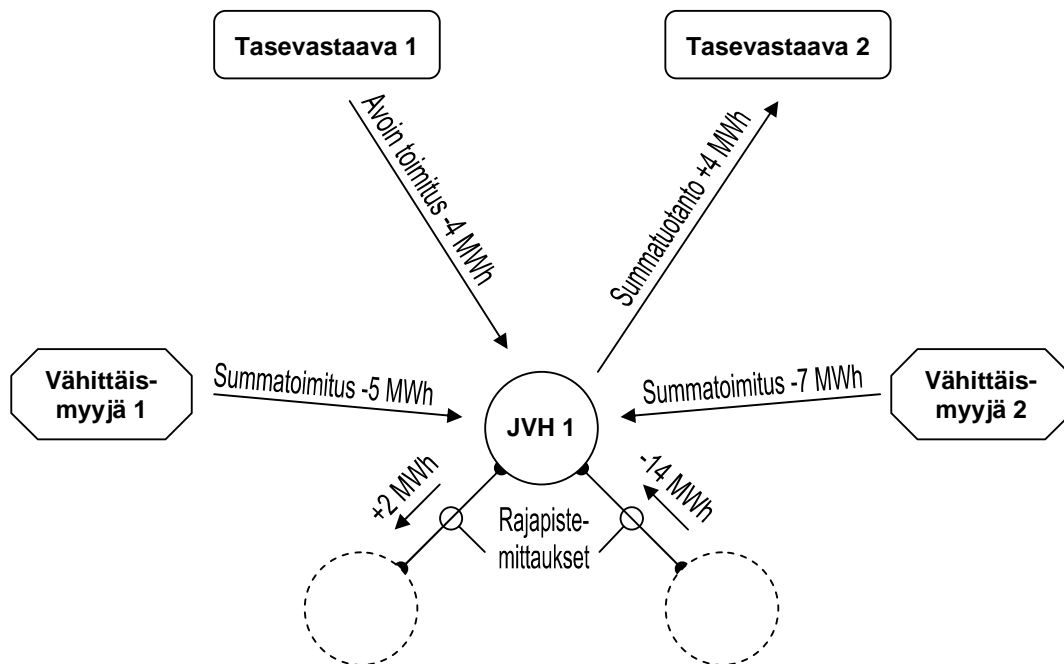 Tasevastaava 1
Tasevastaava 2
Avoin toimitus -4 MWh
Summatuotanto +4 MWh
Vähittäis-
myyjä 1
Summatoimitus -5 MWh
Summatoimitus -7 MWh
Vähittäis-
myyjä 2
JVH 1
+2 MWh
-14 MWh
Rajapiste-
mittaukset